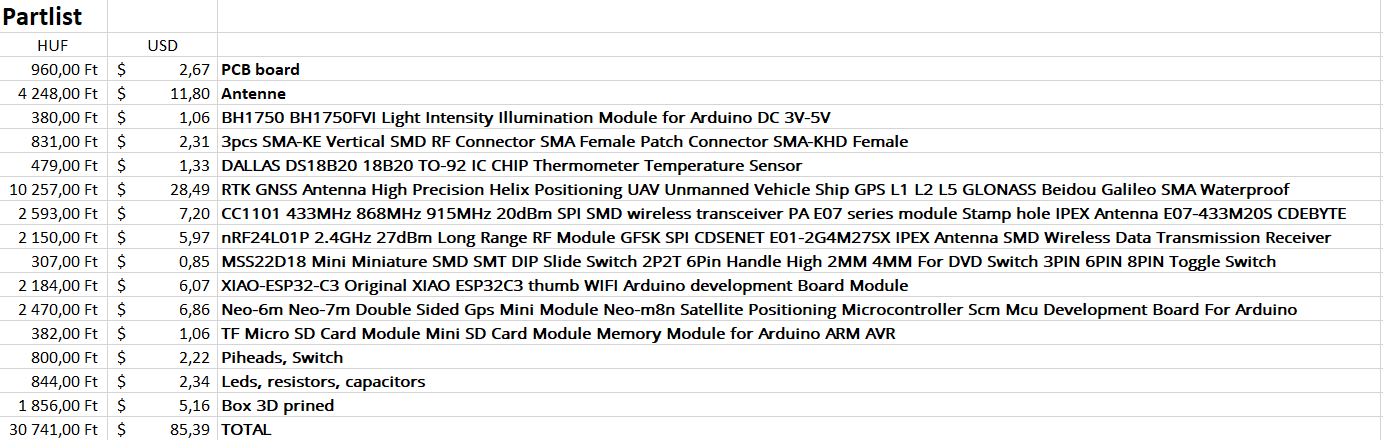 Partlist
HUF USD
960,00 Ft $ 2,67 PCB board
4 248,00 Ft $ 11,80 Antenne
380,00 Ft $ 1,06 BH1750 BH1750FVI Light Intensity Illumination Module for Arduino DC 3V-5V
831,00 Ft $ 2,31 3pcs SMA-KE Vertical SMD RF Connector SMA Female Patch Connector SMA-KHD Female
479,00 Ft $ 1,33 DALLAS DS18B20 18B20 TO-92 IC CHIP Thermometer Temperature Sensor
10 257,00 Ft $ 28,49 RTK GNSS Antenna High Precision Helix Positioning UAV Unmanned Vehicle Ship GPS L1 L2 L5 GLONASS Beidou Galileo SMA Waterproof
2 593,00 Ft $ 7,20 CC1101 433MHz 868MHz 915MHz 20dBm SPI SMD wireless transceiver PA E07 series module Stamp hole IPEX Antenna E07-433M20S CDEBYTE
2 150,00 Ft $ 5,97 nRF24L01P 2.4GHz 27dBm Long Range RF Module GFSK SPI CDSENET E01-2G4M27SX IPEX Antenna SMD Wireless Data Transmission Receiver
307,00 Ft $ 0,85 MSS22D18 Mini Miniature SMD SMT DIP Slide Switch 2P2T 6Pin Handle High 2MM 4MM For DVD Switch 3PIN 6PIN 8PIN Toggle Switch
2 184,00 Ft $ 6,07 XIAO-ESP32-C3 Original XIAO ESP32C3 thumb WIFI Arduino development Board Module
2 470,00 Ft $ 6,86 Neo-6m Neo-7m Double Sided Gps Mini Module Neo-m8n Satellite Positioning Microcontroller Scm Mcu Development Board For Arduino
382,00 Ft $ 1,06 TF Micro SD Card Module Mini SD Card Module Memory Module for Arduino ARM AVR
800,00 Ft $ 2,22 Piheads, Switch
844,00 Ft $ 2,34 Leds, resistors, capacitors
1 856,00 Ft $ 5,16 Box 3D prined
30 741,00 Ft $ 85,39 TOTAL